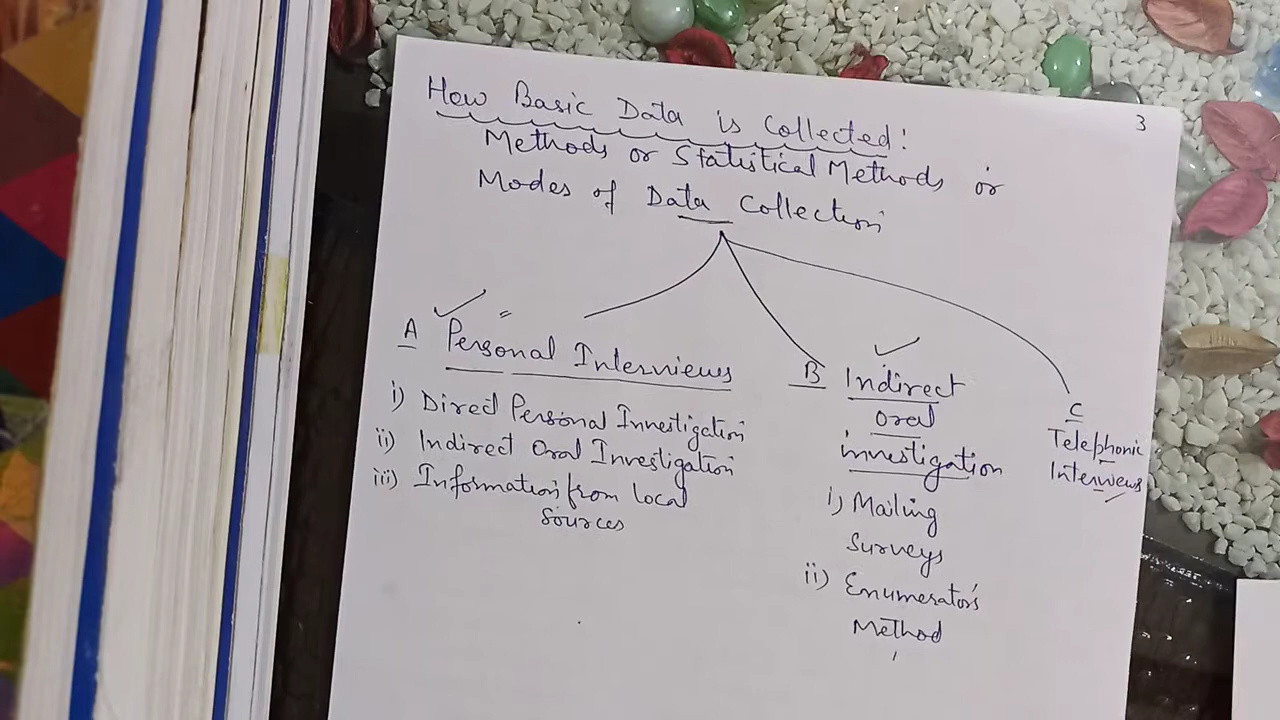 3
How Basic Data is Collected:
Methods or Statistical Methods or
Modes of Data Collection
A Personal Interviews
i) Direct Personal Investigation
ii) Indirect Oral Investigation
iii) Information from local
Sources
B Indirect
oral
investigation
i) Mailing
Surveys
ii) Enumerator's
Method
C
Telephonic
Interviews